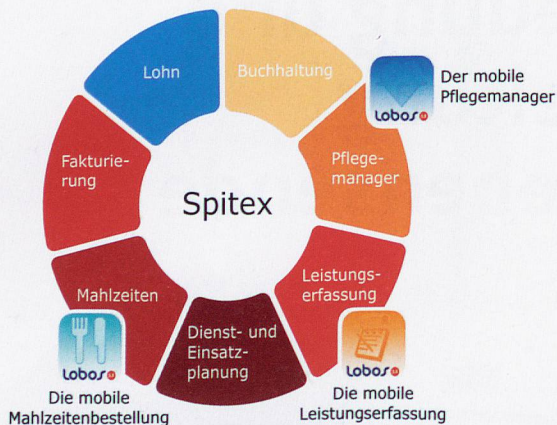 Lohn
Buchhaltung
Lobos
Der mobile
Pflegemanager
Fakturie-
rung
Pflege-
manager
Spitex
Mahlzeiten
Leistungs-
erfassung
Dienst- und
Einsatz-
planung
Lobos
Die mobile
Mahlzeitenbestellung
Lobos
Die mobile
Leistungserfassung